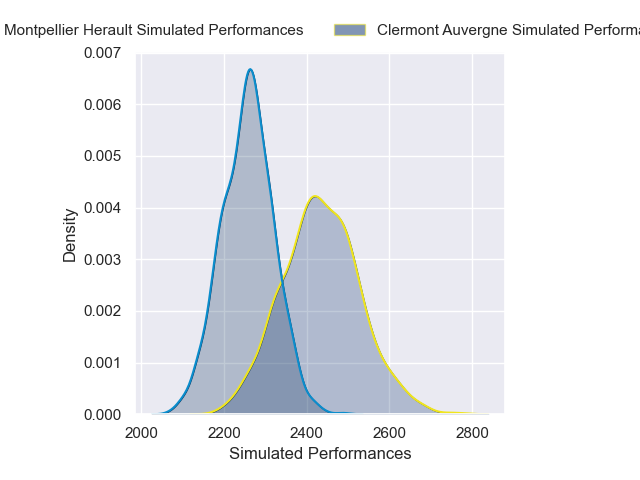 Montpellier Herault Simulated Performances
Clermont Auvergne Simulated
0.007
0.006
0.005
0.004
0.003
0.002
0.001
0.000
Density
2000 2200 2400 2600 2800
Simulated Performances